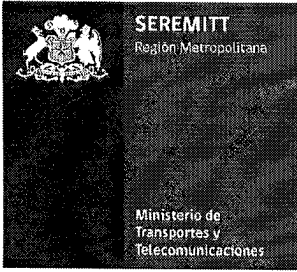 SEREMITT
Región Metropolitana
Ministerio de
Transportes y
Telecomunicaciones